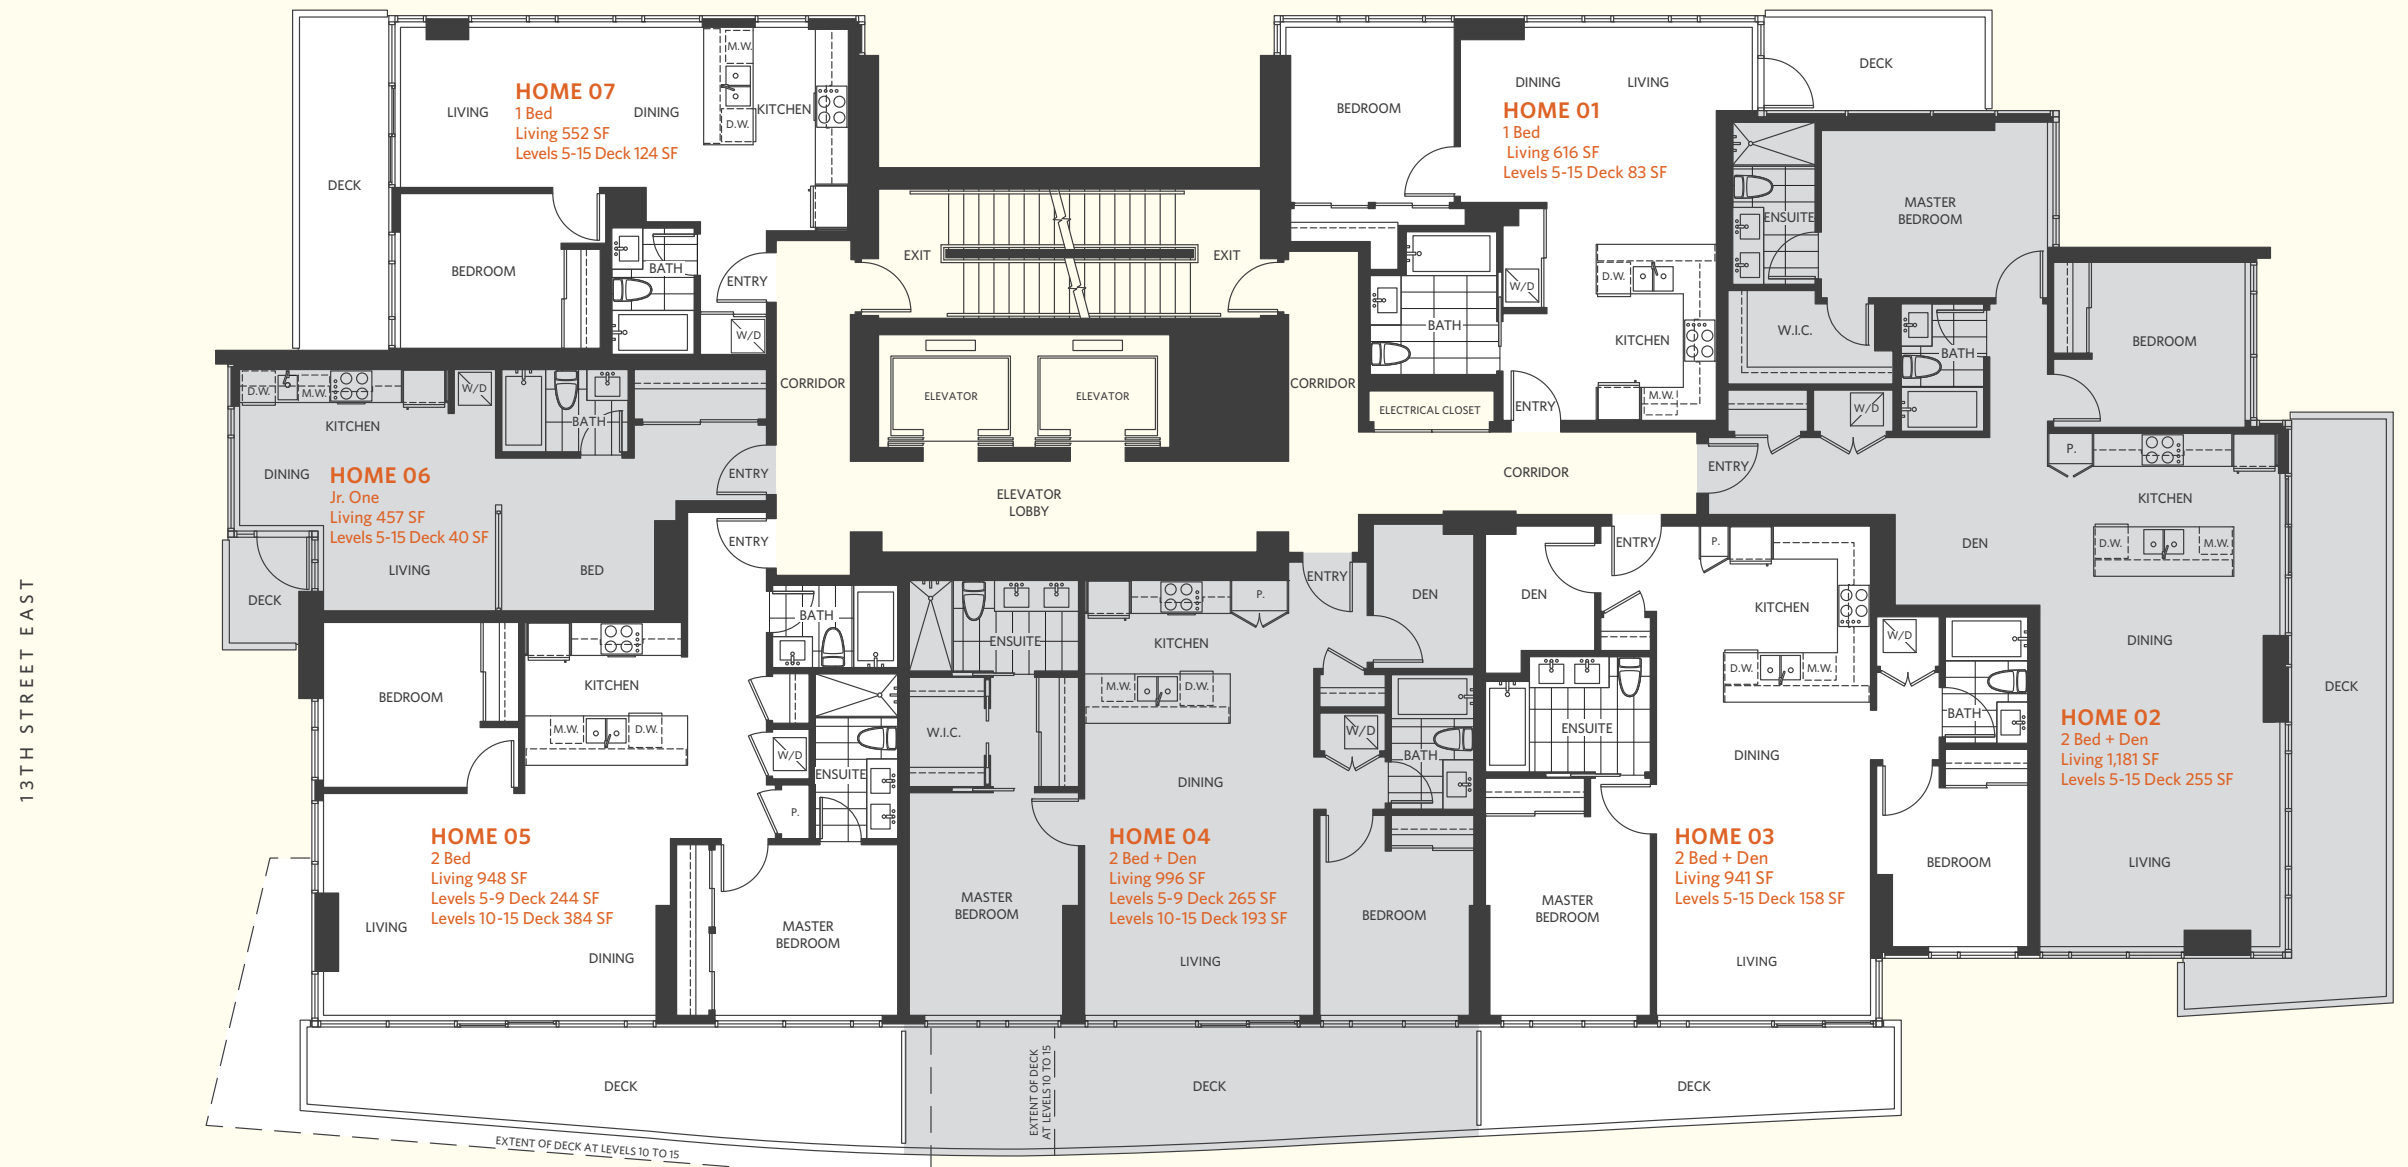 13TH STREET EAST
HOME 07
1 Bed
Living 552 SF
Levels 5-15 Deck 124 SF
DECK
LIVING
DINING
KITCHEN
M.W.
D.W.
BEDROOM
BATH
ENTRY
W/D
EXIT
EXIT
CORRIDOR
ELEVATOR
ELEVATOR
CORRIDOR
ELEVATOR
LOBBY
CORRIDOR
ELECTRICAL CLOSET
HOME 01
1 Bed
Living 616 SF
Levels 5-15 Deck 83 SF
BEDROOM
DINING
LIVING
DECK
D.W.
W/D
BATH
KITCHEN
M.W.
ENTRY
ENSUITE
MASTER
BEDROOM
W.I.C.
BATH
BEDROOM
W/D
ENTRY
P.
KITCHEN
DEN
D.W.
M.W.
DINING
DECK
HOME 02
2 Bed + Den
Living 1,181 SF
Levels 5-15 Deck 255 SF
LIVING
D.W.
M.W.
W/D
BATH
KITCHEN
DINING
HOME 06
Jr. One
Living 457 SF
Levels 5-15 Deck 40 SF
LIVING
BED
ENTRY
DECK
ENTRY
BATH
BEDROOM
KITCHEN
M.W.
D.W.
W/D
ENSUITE
P.
HOME 05
2 Bed
Living 948 SF
Levels 5-9 Deck 244 SF
Levels 10-15 Deck 384 SF
LIVING
DINING
MASTER
BEDROOM
DECK
EXTENT OF DECK AT LEVELS 10 TO 15
ENSUITE
W.I.C.
KITCHEN
P.
ENTRY
DEN
M.W.
D.W.
W/D
BATH
DINING
MASTER
BEDROOM
HOME 04
2 Bed + Den
Living 996 SF
Levels 5-9 Deck 265 SF
Levels 10-15 Deck 193 SF
LIVING
BEDROOM
EXTENT OF DECK
AT LEVELS 10 TO 15
DECK
DEN
ENTRY
P.
KITCHEN
D.W.
M.W.
W/D
BATH
ENSUITE
DINING
HOME 03
2 Bed + Den
Living 941 SF
Levels 5-15 Deck 158 SF
MASTER
BEDROOM
BEDROOM
LIVING
DECK